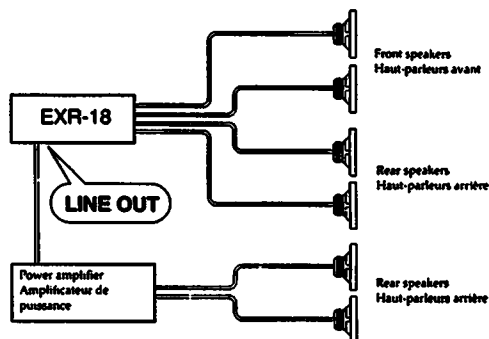 Front speakers
Haut-parleurs avant
EXR-18
Rear speakers
Haut-parleurs arrière
LINE OUT
Power amplifier
Amplificateur de
puissance
Rear speakers
Haut-parleurs arrière